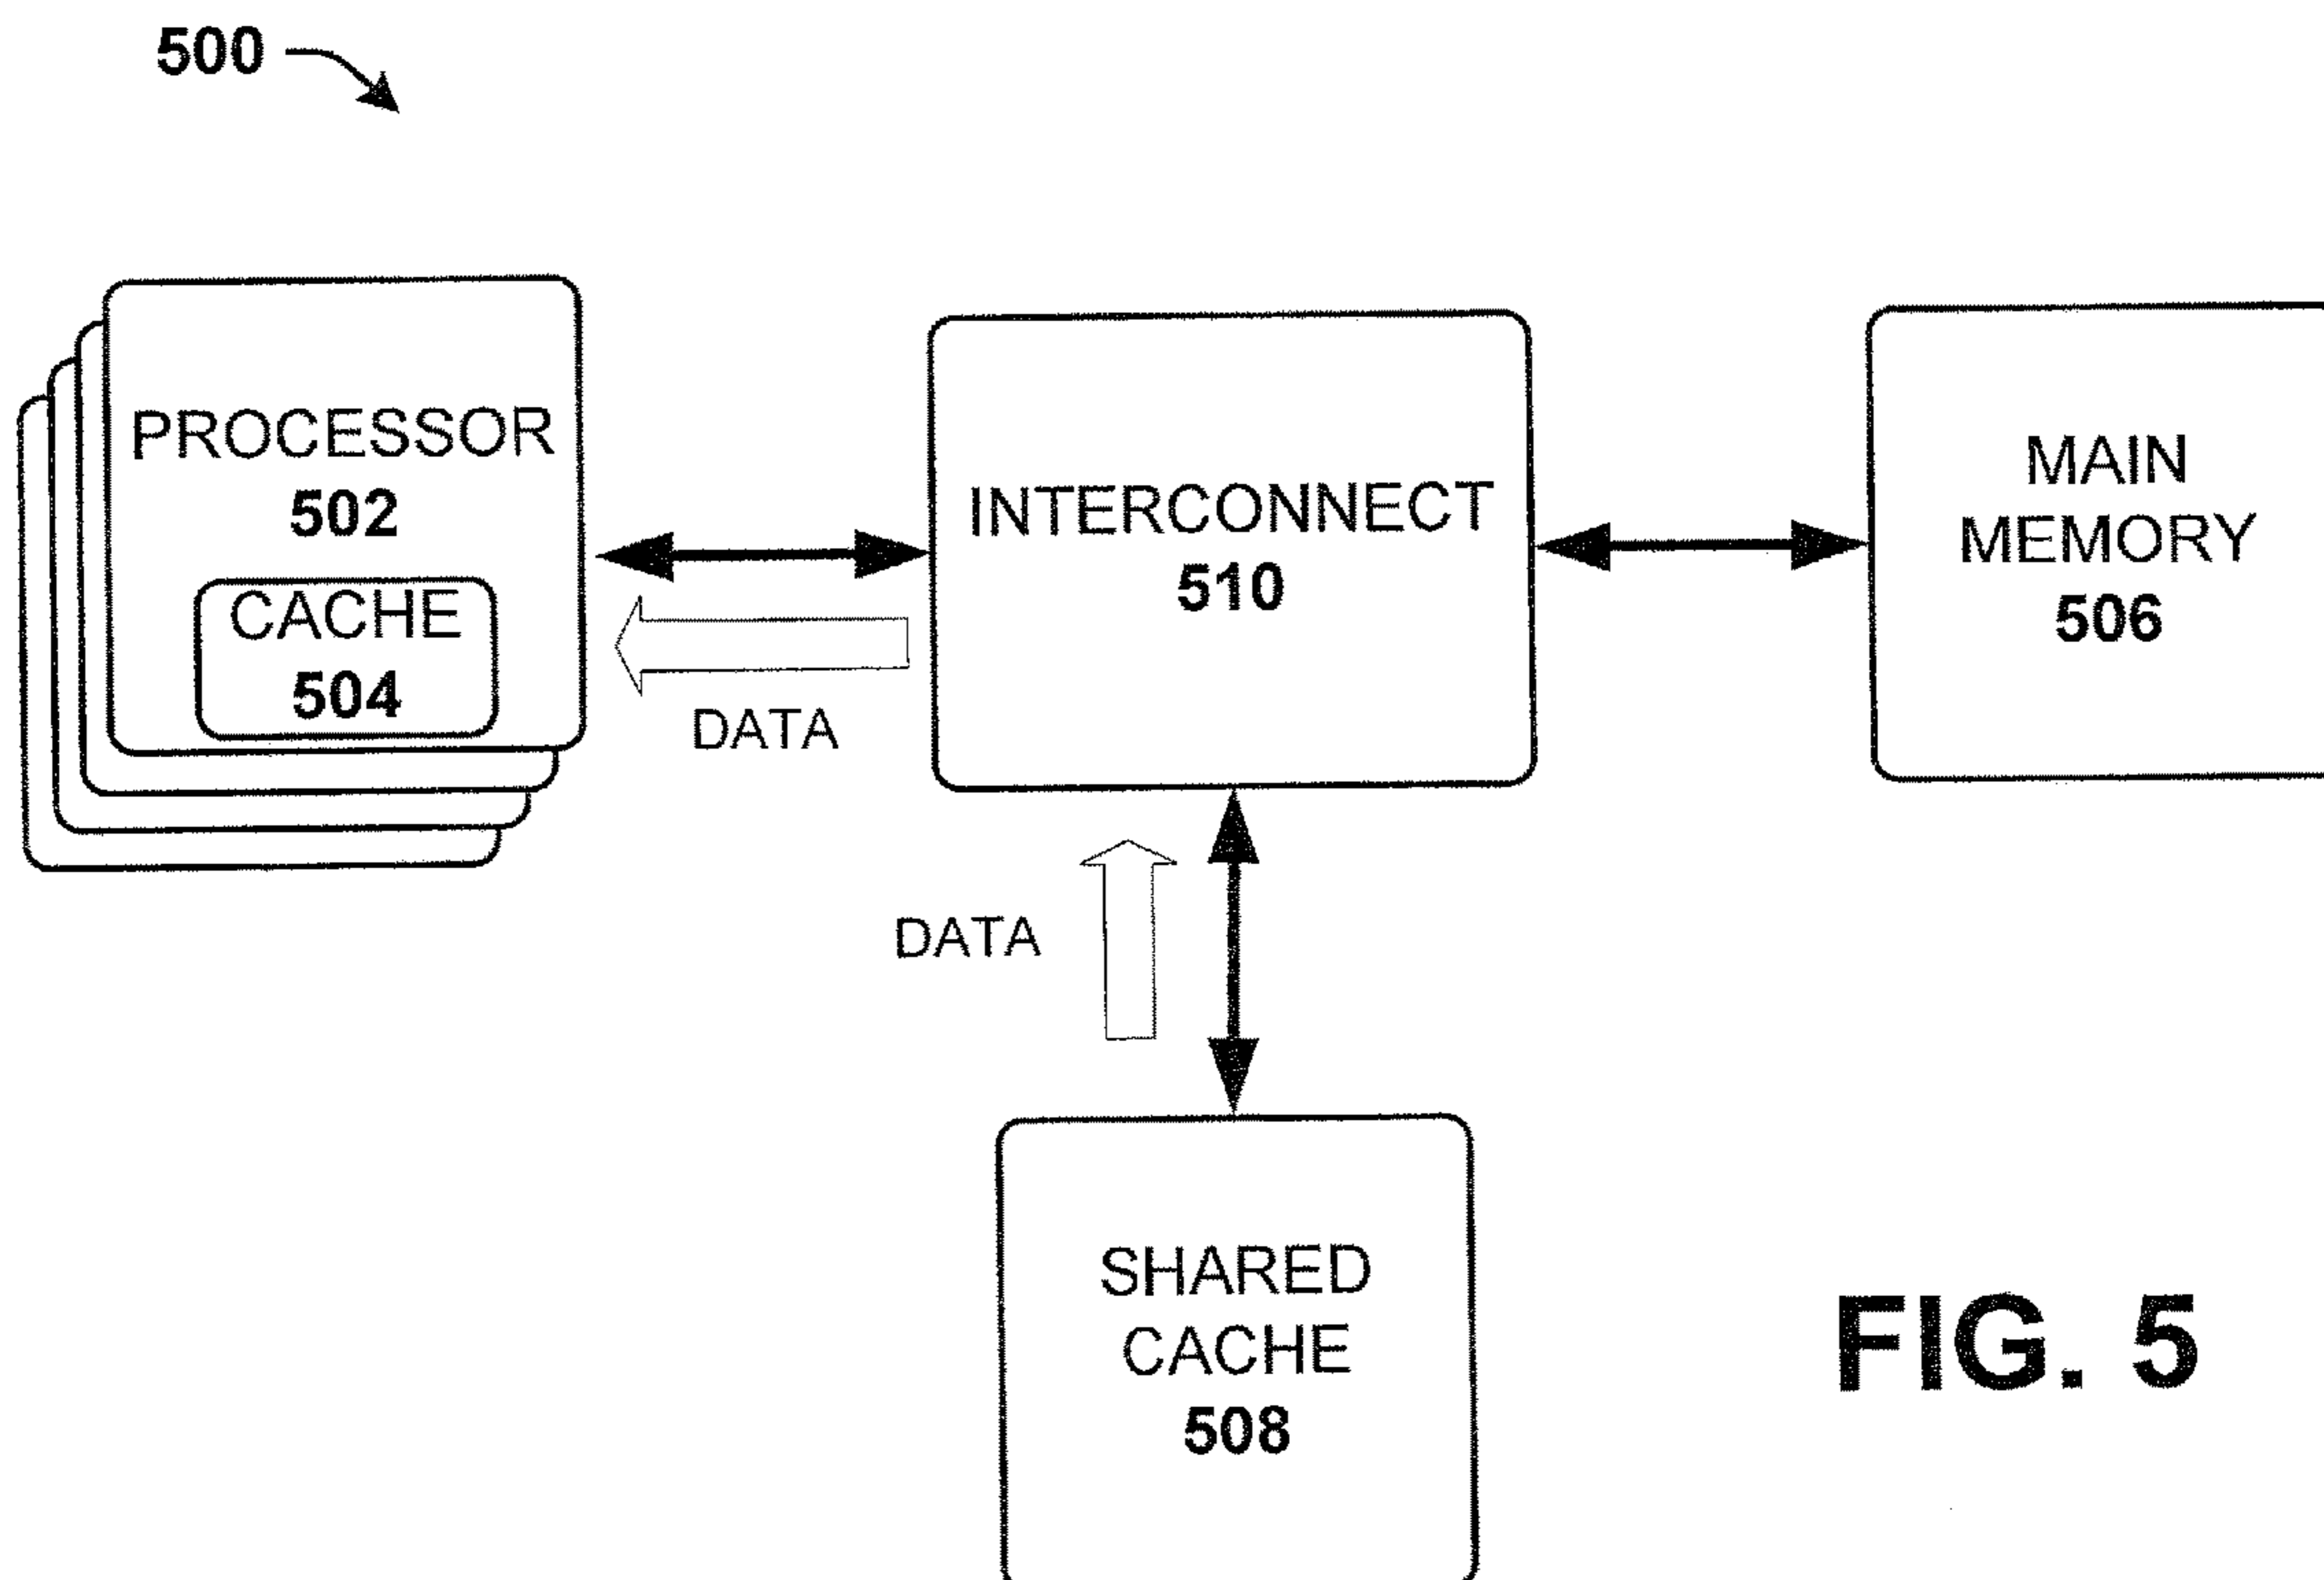 500
PROCESSOR
502
CACHE
504
DATA
INTERCONNECT
510
MAIN
MEMORY
506
DATA
SHARED
CACHE
508
FIG. 5